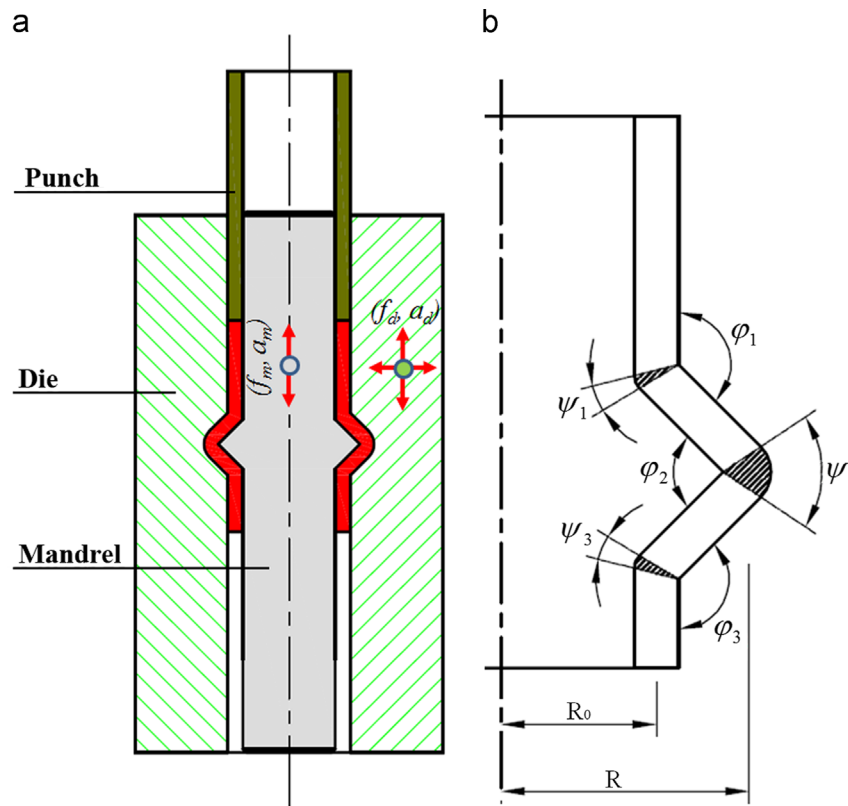 a
b
Punch
(f_m, a_m)
(f_d, a_d)
Die
Mandrel
φ₁
ψ₁
φ₂
ψ
ψ₃
φ₃
R₀
R